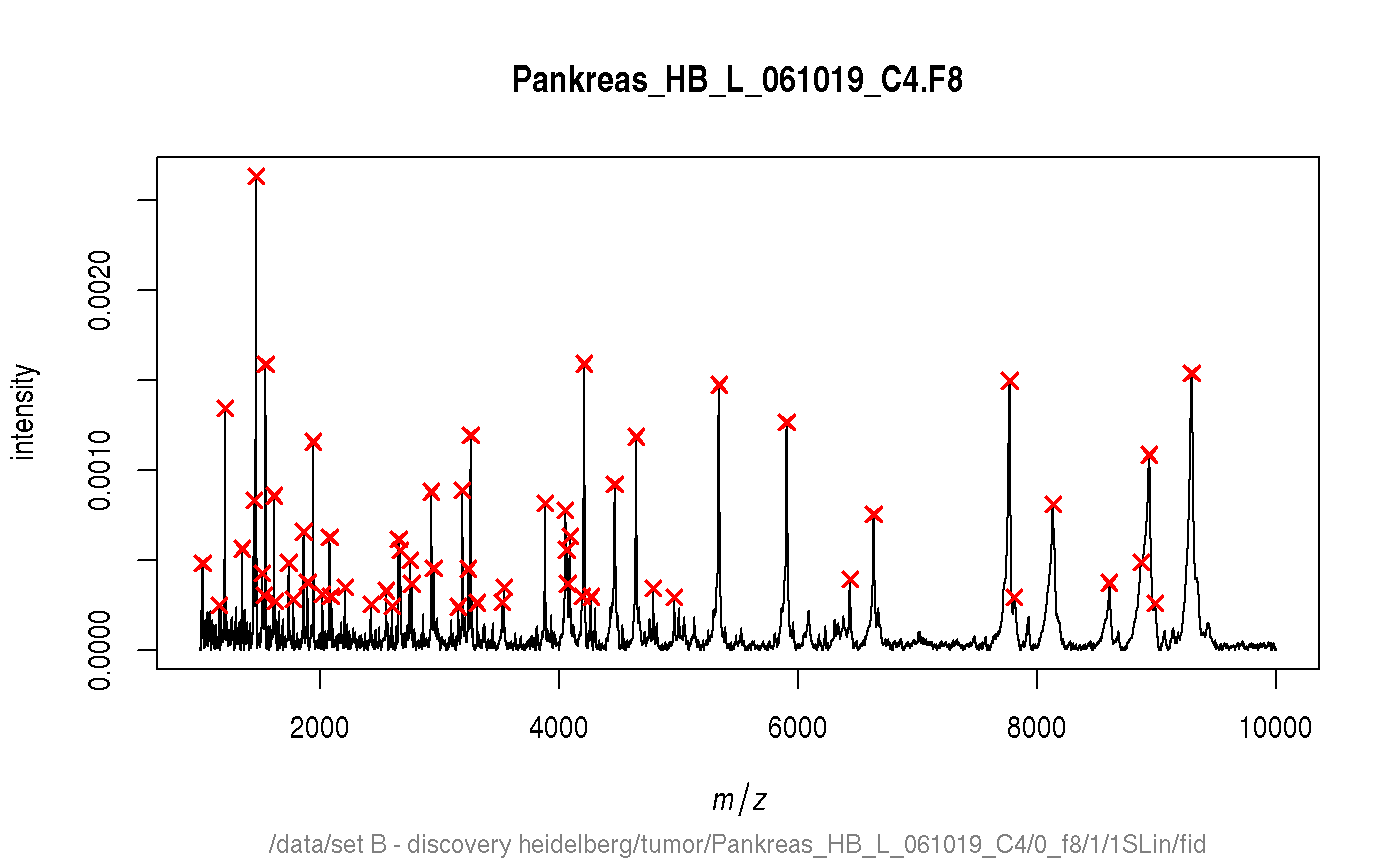 Pankreas_HB_L_061019_C4.F8
intensity
0.0000
0.0010
0.0020
2000
4000
6000
8000
10000
m/z
/data/set B - discovery heidelberg/tumor/Pankreas_HB_L_061019_C4/0_f8/1/1SLin/fid